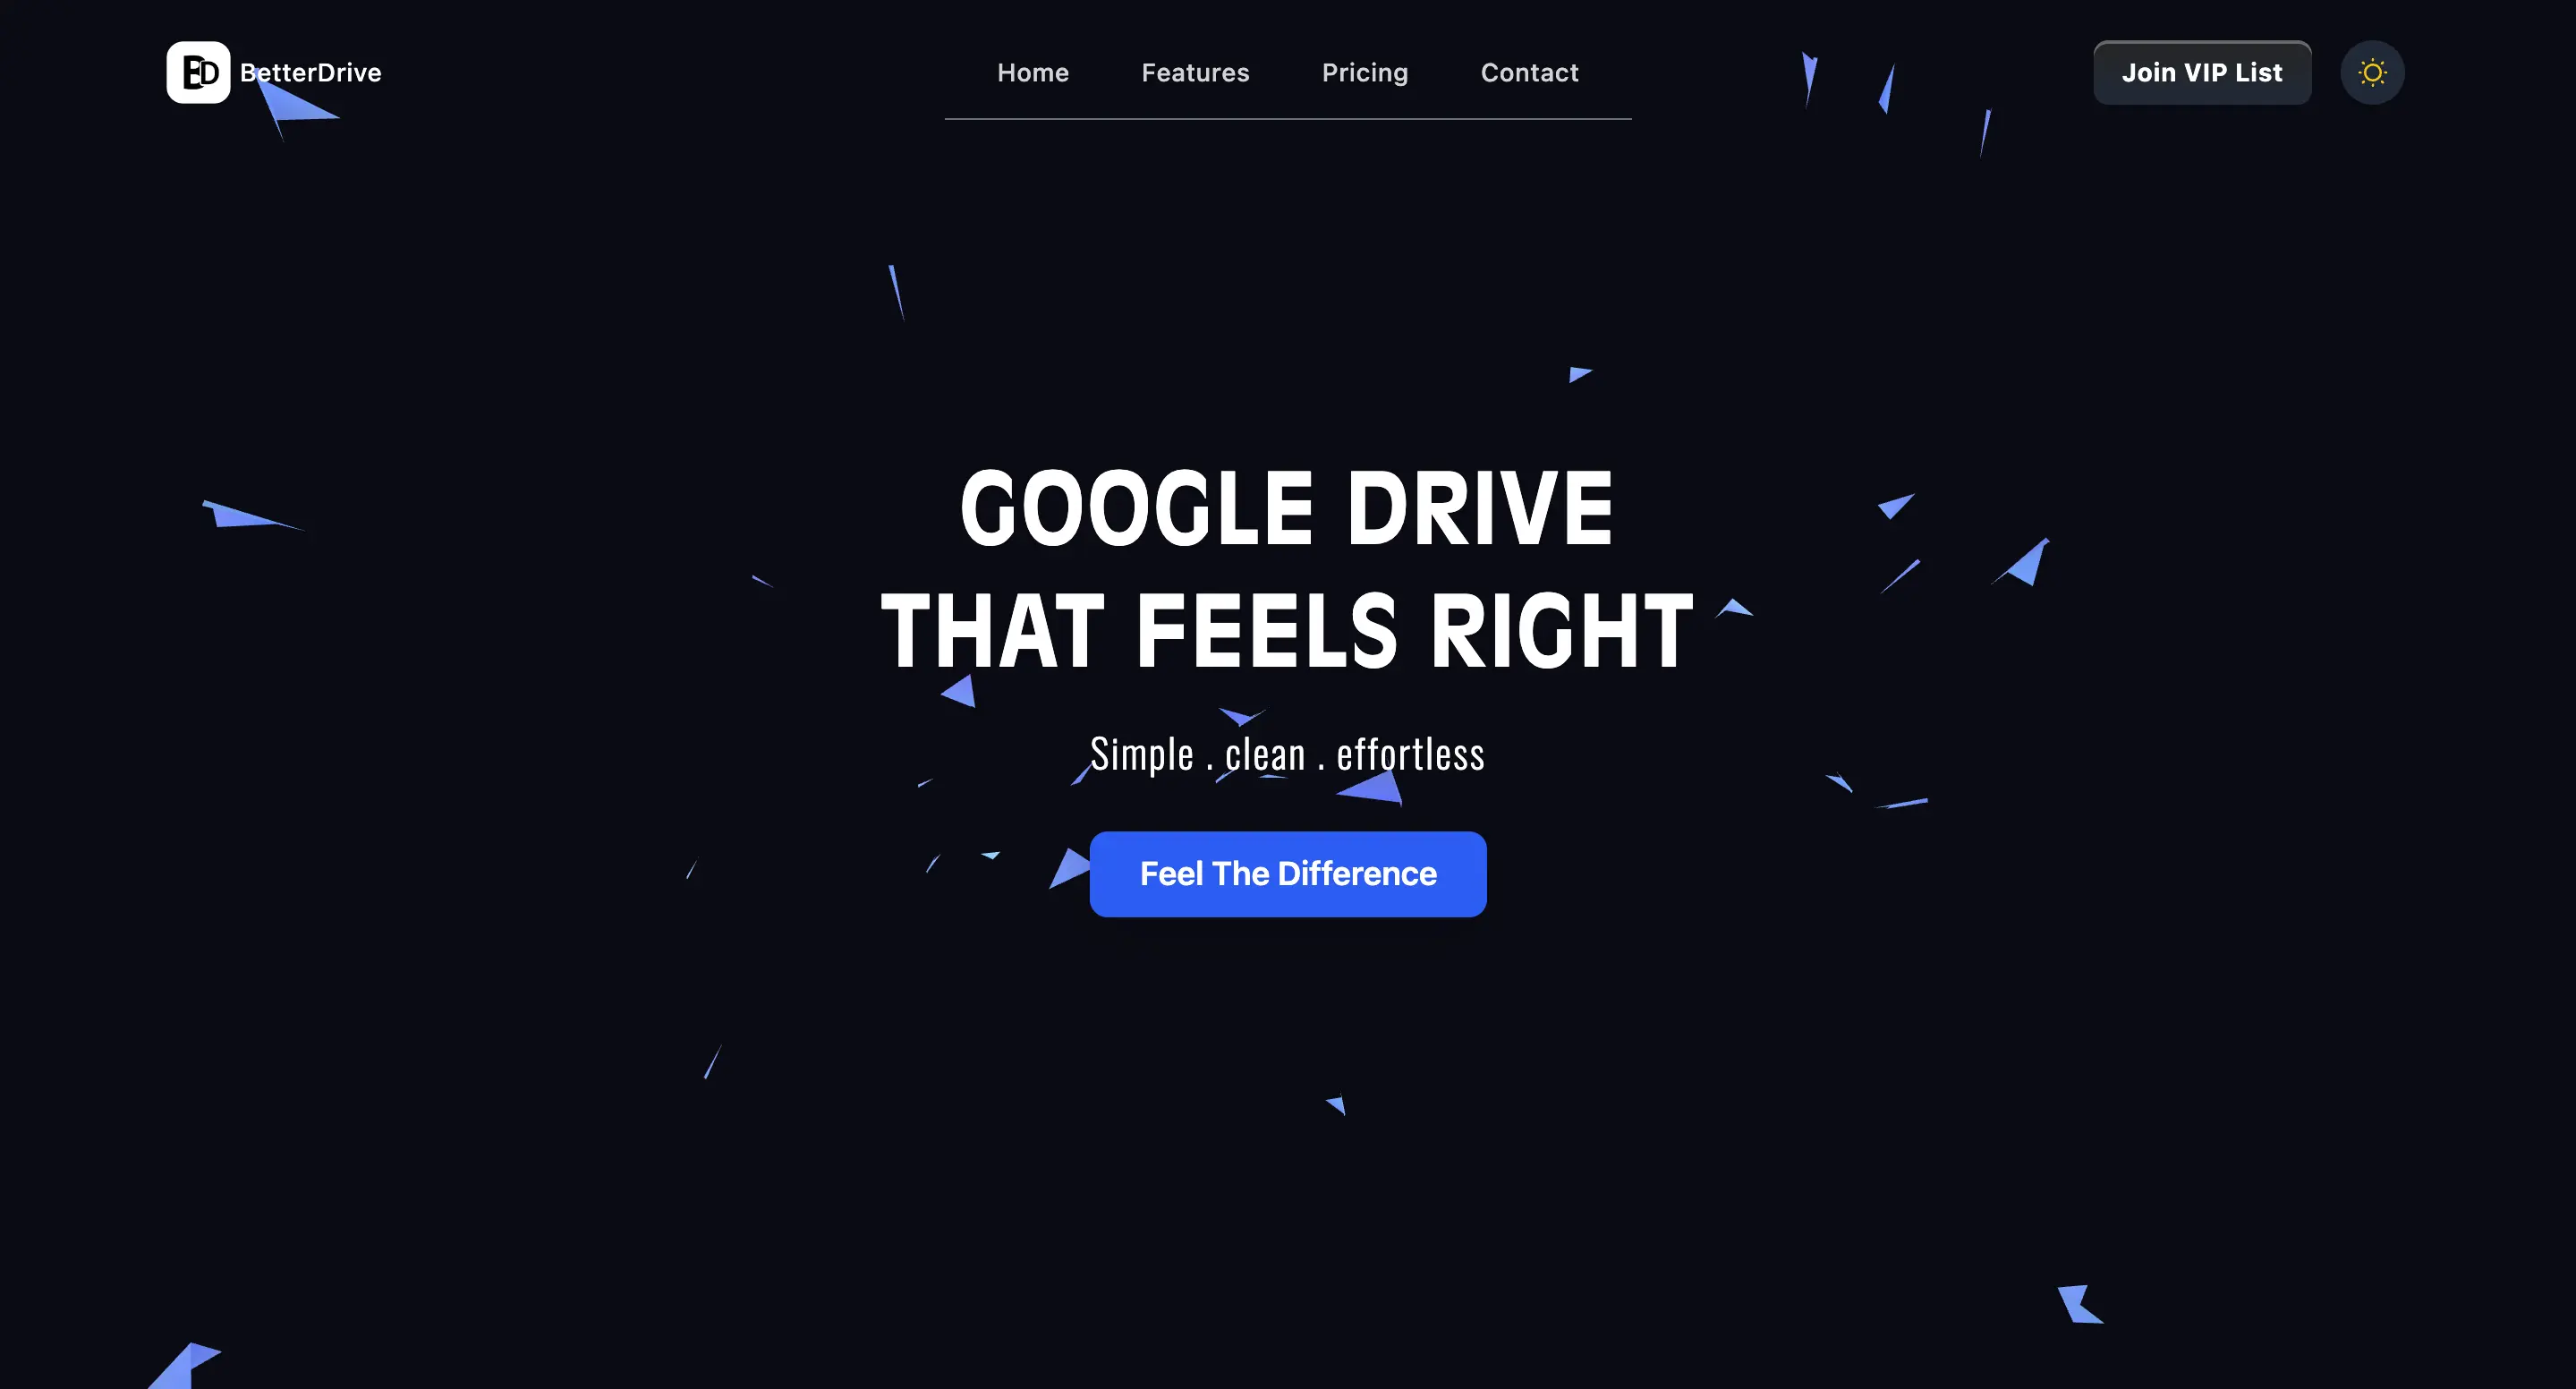 BD BetterDrive
Home Features Pricing Contact
Join VIP List
GOOGLE DRIVE
THAT FEELS RIGHT
Simple . clean . effortless
Feel The Difference